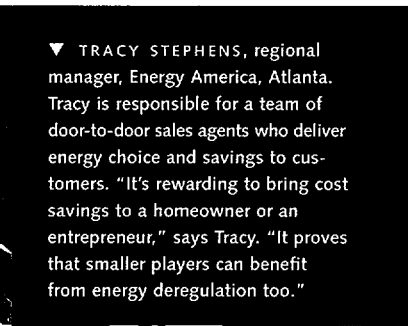 ▼ TRACY STEPHENS, regional
manager, Energy America, Atlanta.
Tracy is responsible for a team of
door-to-door sales agents who deliver
energy choice and savings to cus-
tomers. "It's rewarding to bring cost
savings to a homeowner or an
entrepreneur," says Tracy. "It proves
that smaller players can benefit
from energy deregulation too."